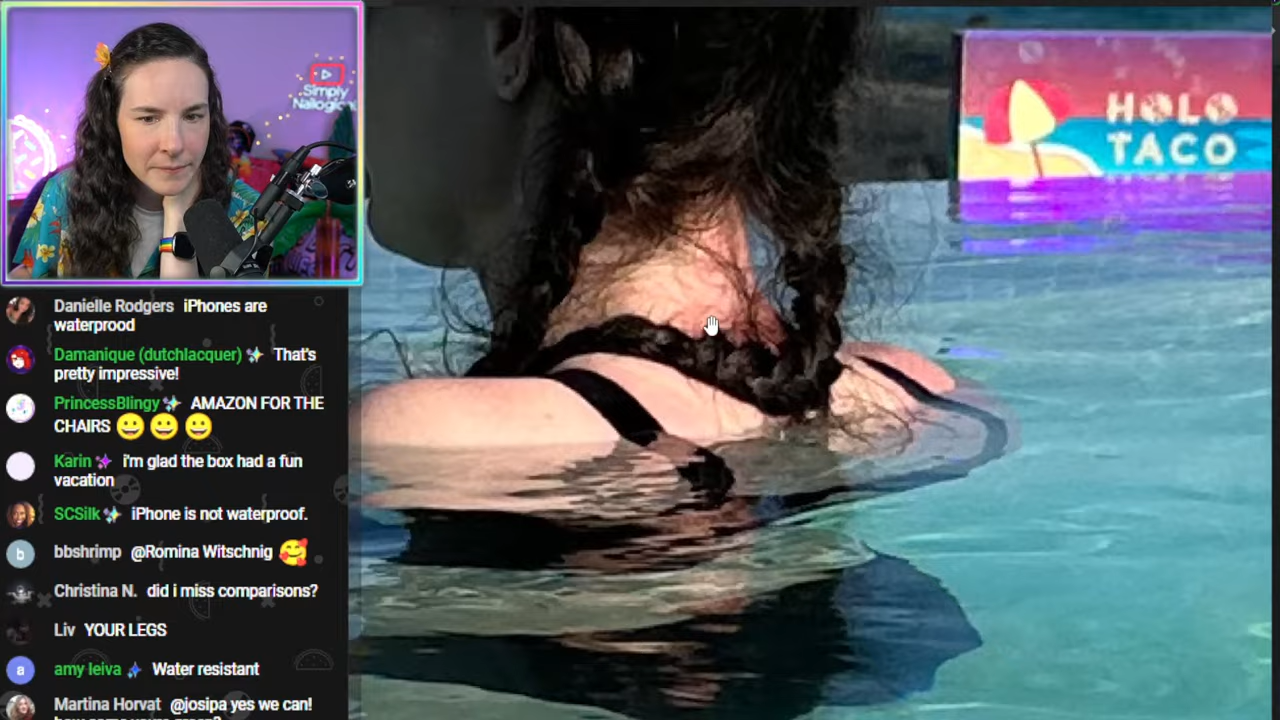 Simply
Nailogical
HOLO
TACO
Danielle Rodgers iPhones are
waterprood
Damanique (dutchlacquer) That's
pretty impressive!
PrincessBlingy AMAZON FOR THE
CHAIRS 😀 😀 😀
Karin i'm glad the box had a fun
vacation
SCSilk iPhone is not waterproof.
b bbshrimp @Romina Witschnig 🥰
Christina N. did i miss comparisons?
Liv YOUR LEGS
a amy leiva Water resistant
Martina Horvat @josipa yes we can!